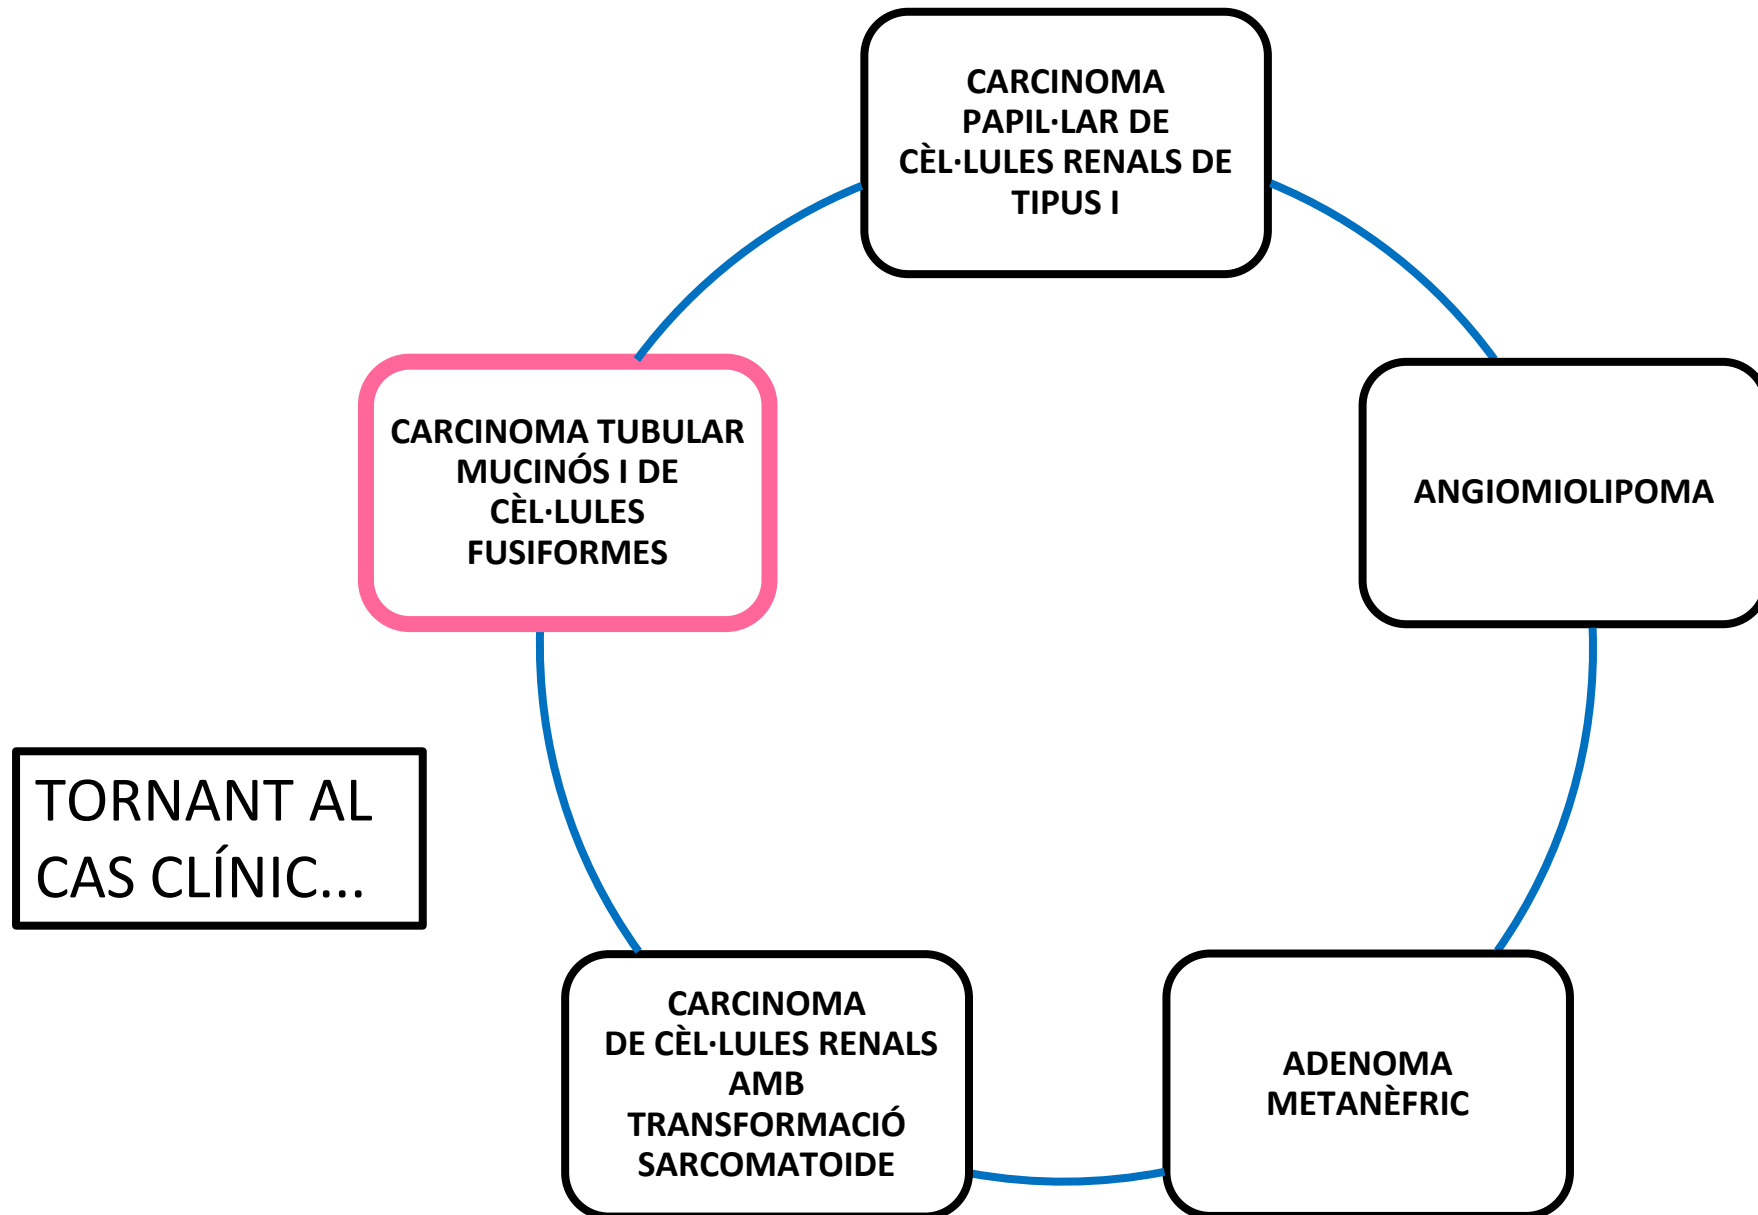 CARCINOMA
PAPIL·LAR DE
CÈL·LULES RENALS DE
TIPUS I
CARCINOMA TUBULAR
MUCINÓS I DE
CÈL·LULES
FUSIFORMES
ANGIOMIOLIPOMA
TORNANT AL
CAS CLÍNIC...
CARCINOMA
DE CÈL·LULES RENALS
AMB
TRANSFORMACIÓ
SARCOMATOIDE
ADENOMA
METANÈFRIC